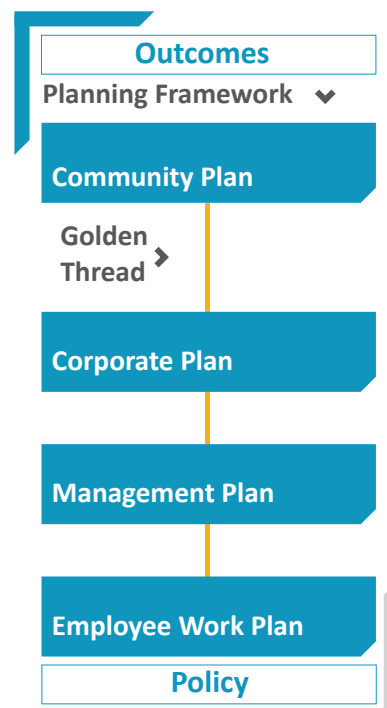 Outcomes
Planning Framework
Community Plan
Golden
Thread
Corporate Plan
Management Plan
Employee Work Plan
Policy